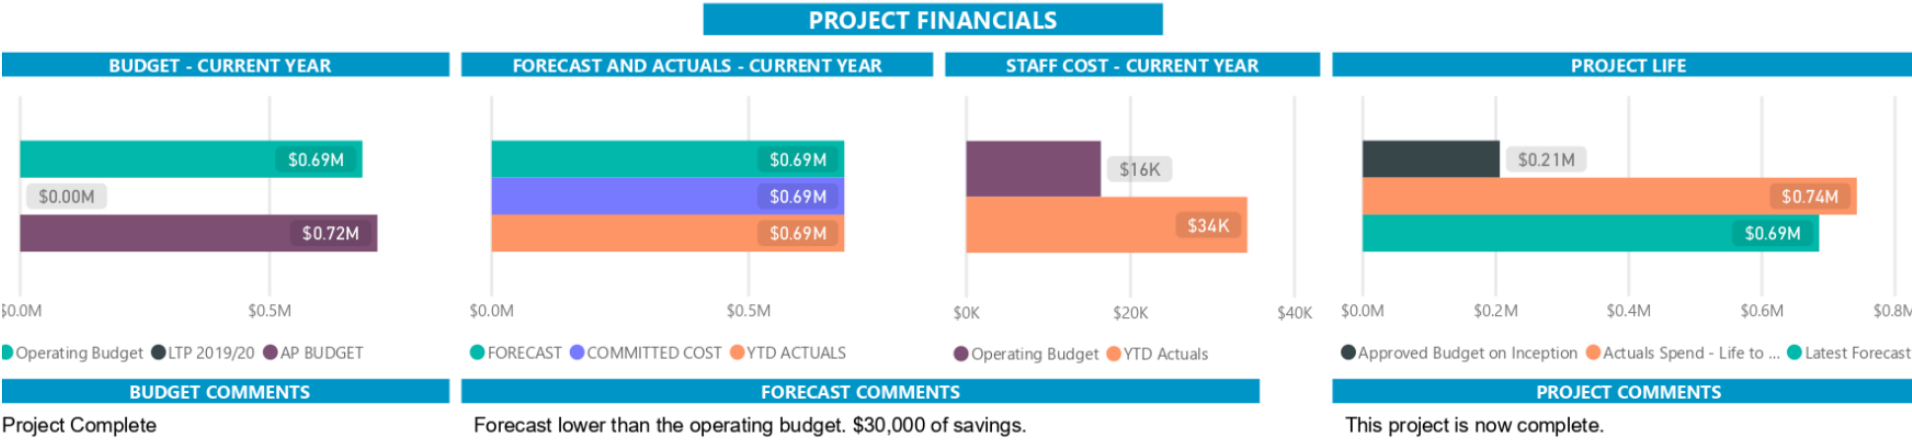 PROJECT FINANCIALS
BUDGET - CURRENT YEAR
$0.69M
$0.00M
$0.72M
$0.0M $0.5M
Operating Budget LTP 2019/20 AP BUDGET
BUDGET COMMENTS
Project Complete
FORECAST AND ACTUALS - CURRENT YEAR
$0.69M
$0.69M
$0.69M
$0.0M $0.5M
FORECAST COMMITTED COST YTD ACTUALS
FORECAST COMMENTS
Forecast lower than the operating budget. $30,000 of savings.
STAFF COST - CURRENT YEAR
$16K
$34K
$0K $20K $40K
Operating Budget YTD Actuals
PROJECT LIFE
$0.21M
$0.74M
$0.69M
$0.0M $0.2M $0.4M $0.6M $0.8M
Approved Budget on Inception Actuals Spend - Life to ... Latest Forecast
PROJECT COMMENTS
This project is now complete.